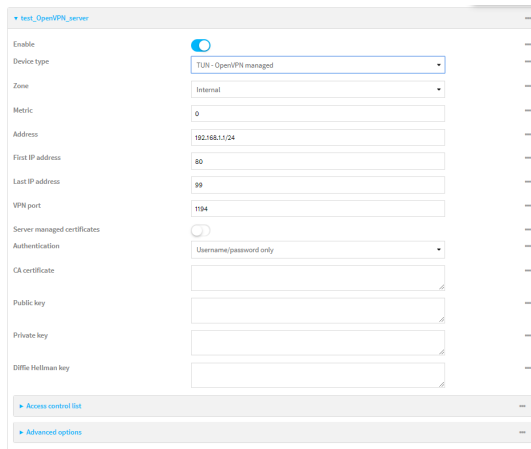 ▾ test_OpenVPN_server
Enable
Device type
TUN - OpenVPN managed
Zone
Internal
Metric
0
Address
192.168.1.1/24
First IP address
80
Last IP address
99
VPN port
1194
Server managed certificates
Authentication
Username/password only
CA certificate
Public key
Private key
Diffie Hellman key
▸ Access control list
▸ Advanced options